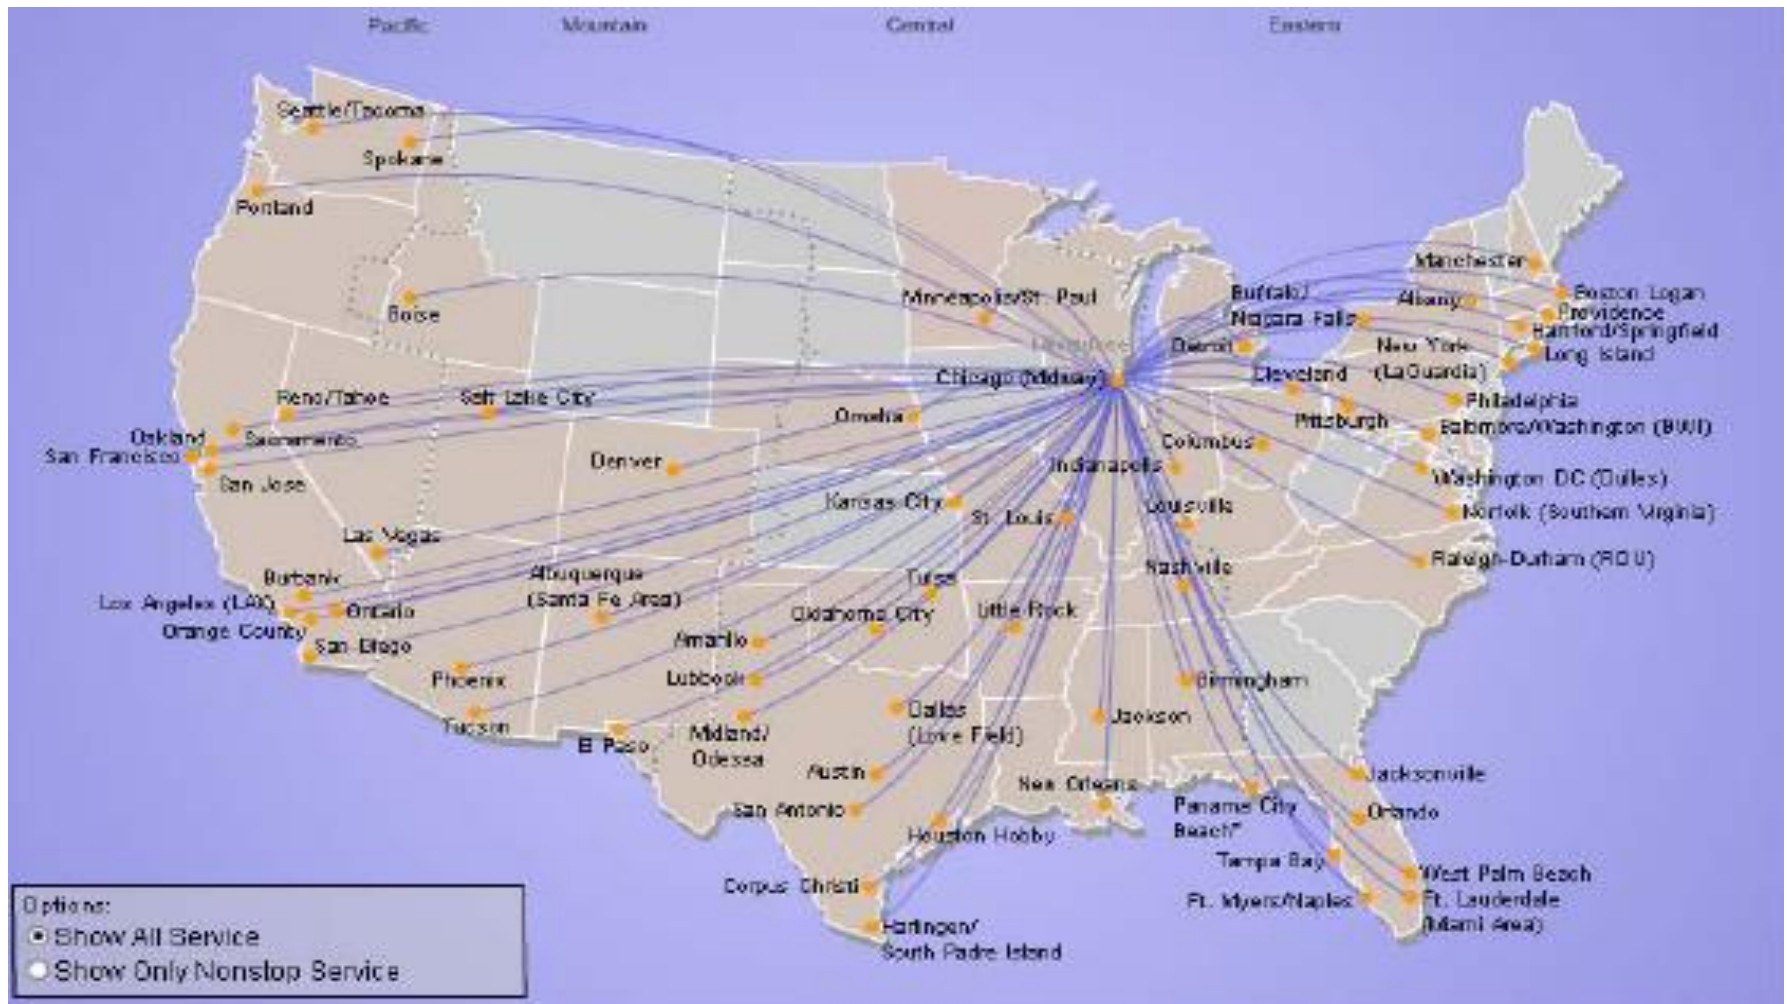 Pacific
Mountain
Central
Eastern
Seattle/Tacoma
Spokane
Portland
Boise
Minneapolis/St. Paul
Manchester
Buffalo/
Niagara Falls
Albany
Boston Logan
Providence
Hartford/Springfield
Long Island
Detroit
New York
(LaGuardia)
Chicago (Midway)
Cleveland
Reno/Tahoe
Salt Lake City
Omaha
Pittsburgh
Philadelphia
Oakland
Sacramento
San Francisco
San Jose
Denver
Columbus
Baltimore/Washington (BWI)
Indianapolis
Washington DC (Dulles)
Kansas City
St. Louis
Louisville
Norfolk (Southern Virginia)
Las Vegas
Raleigh-Durham (RDU)
Burbank
Albuquerque
(Santa Fe Area)
Tulsa
Nashville
Los Angeles (LAX)
Ontario
Orange County
Oklahoma City
Little Rock
San Diego
Amarillo
Phoenix
Lubbock
Birmingham
Tucson
El Paso
Midland/
Odessa
Dallas
(Love Field)
Jackson
Austin
New Orleans
Jacksonville
San Antonio
Houston Hobby
Panama City
Beach*
Orlando
Tampa Bay
West Palm Beach
Corpus Christi
Ft. Myers/Naples
Ft. Lauderdale
(Miami Area)
Harlingen/
South Padre Island
Options:
Show All Service
Show Only Nonstop Service